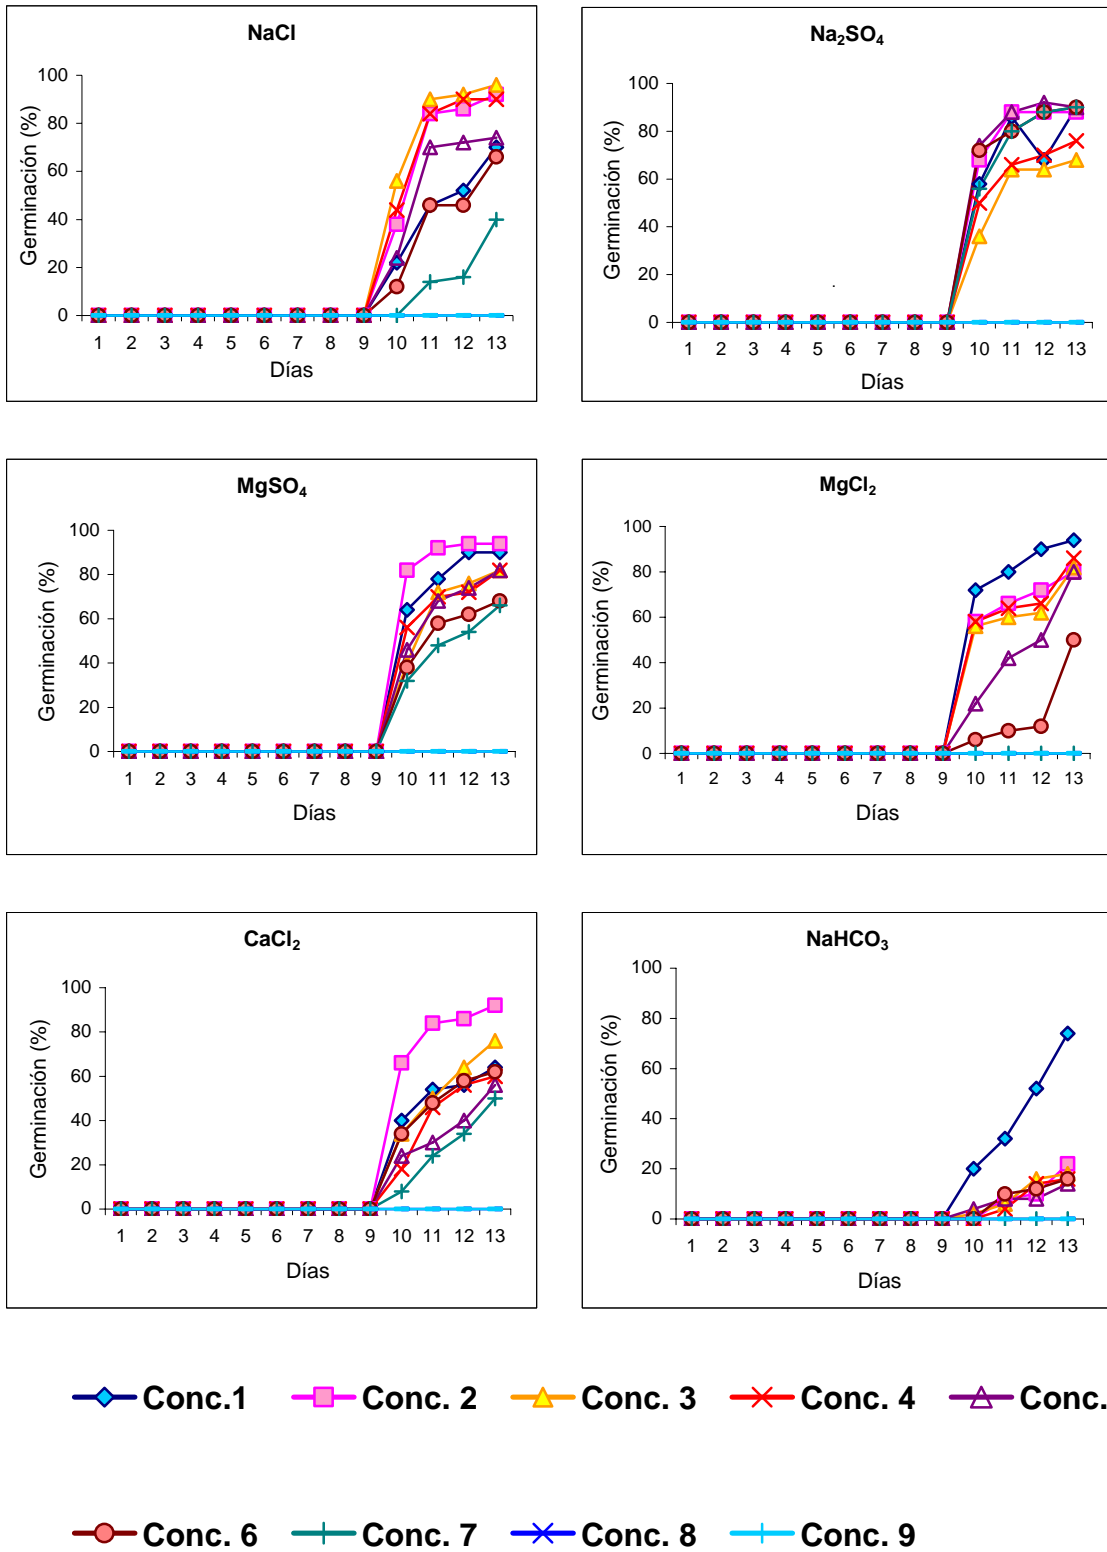 NaCl
Germinación (%)
100
80
60
40
20
0
1 2 3 4 5 6 7 8 9 10 11 12 13
Días
Na₂SO₄
Germinación (%)
100
80
60
40
20
0
1 2 3 4 5 6 7 8 9 10 11 12 13
Días
MgSO₄
Germinación (%)
100
80
60
40
20
0
1 2 3 4 5 6 7 8 9 10 11 12 13
Días
MgCl₂
Germinación (%)
100
80
60
40
20
0
1 2 3 4 5 6 7 8 9 10 11 12 13
Días
CaCl₂
Germinación (%)
100
80
60
40
20
0
1 2 3 4 5 6 7 8 9 10 11 12 13
Días
NaHCO₃
Germinación (%)
100
80
60
40
20
0
1 2 3 4 5 6 7 8 9 10 11 12 13
Días
Conc.1 Conc. 2 Conc. 3 Conc. 4 Conc.
Conc. 6 Conc. 7 Conc. 8 Conc. 9